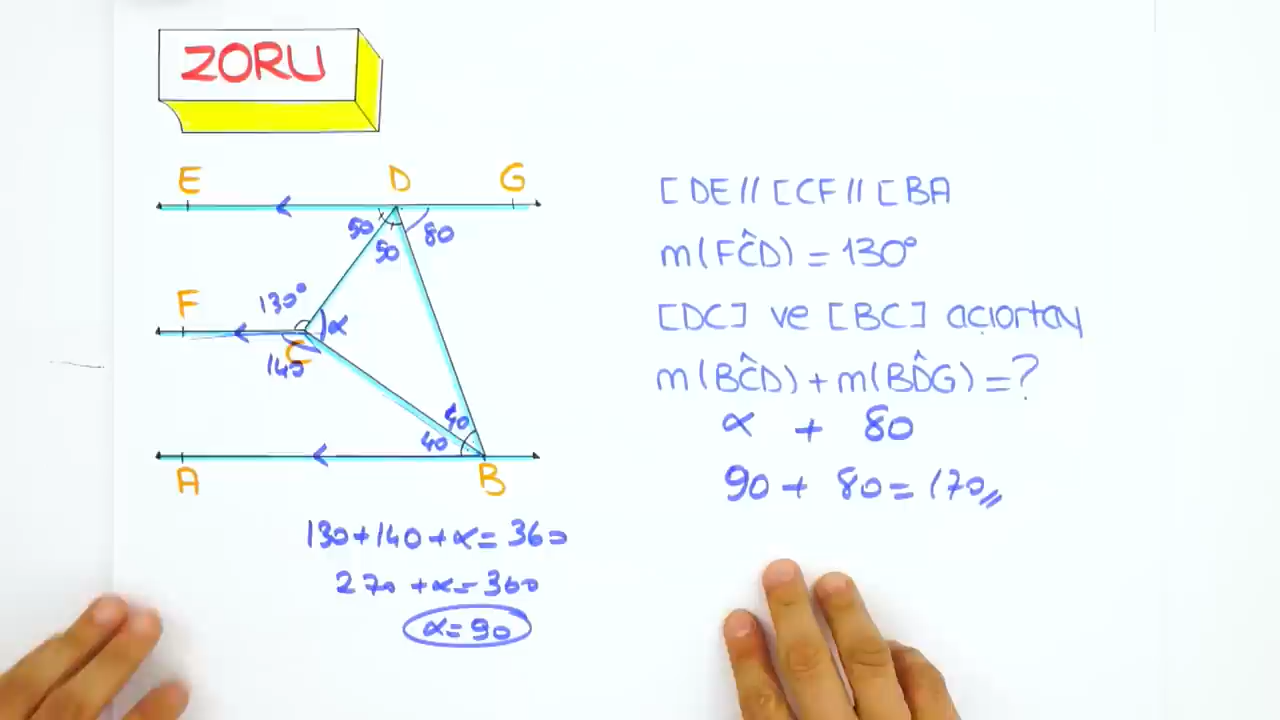 ZORU
E D G
50 50 80
F 130° α
C
140
40
40
A B
130+140+α=360
270+α=360
α=90
[DE // [CF // [BA
m(FĈD) = 130°
[DC] ve [BC] açıortay
m(BĈD) + m(BD̂G) = ?
α + 80
90 + 80 = 170